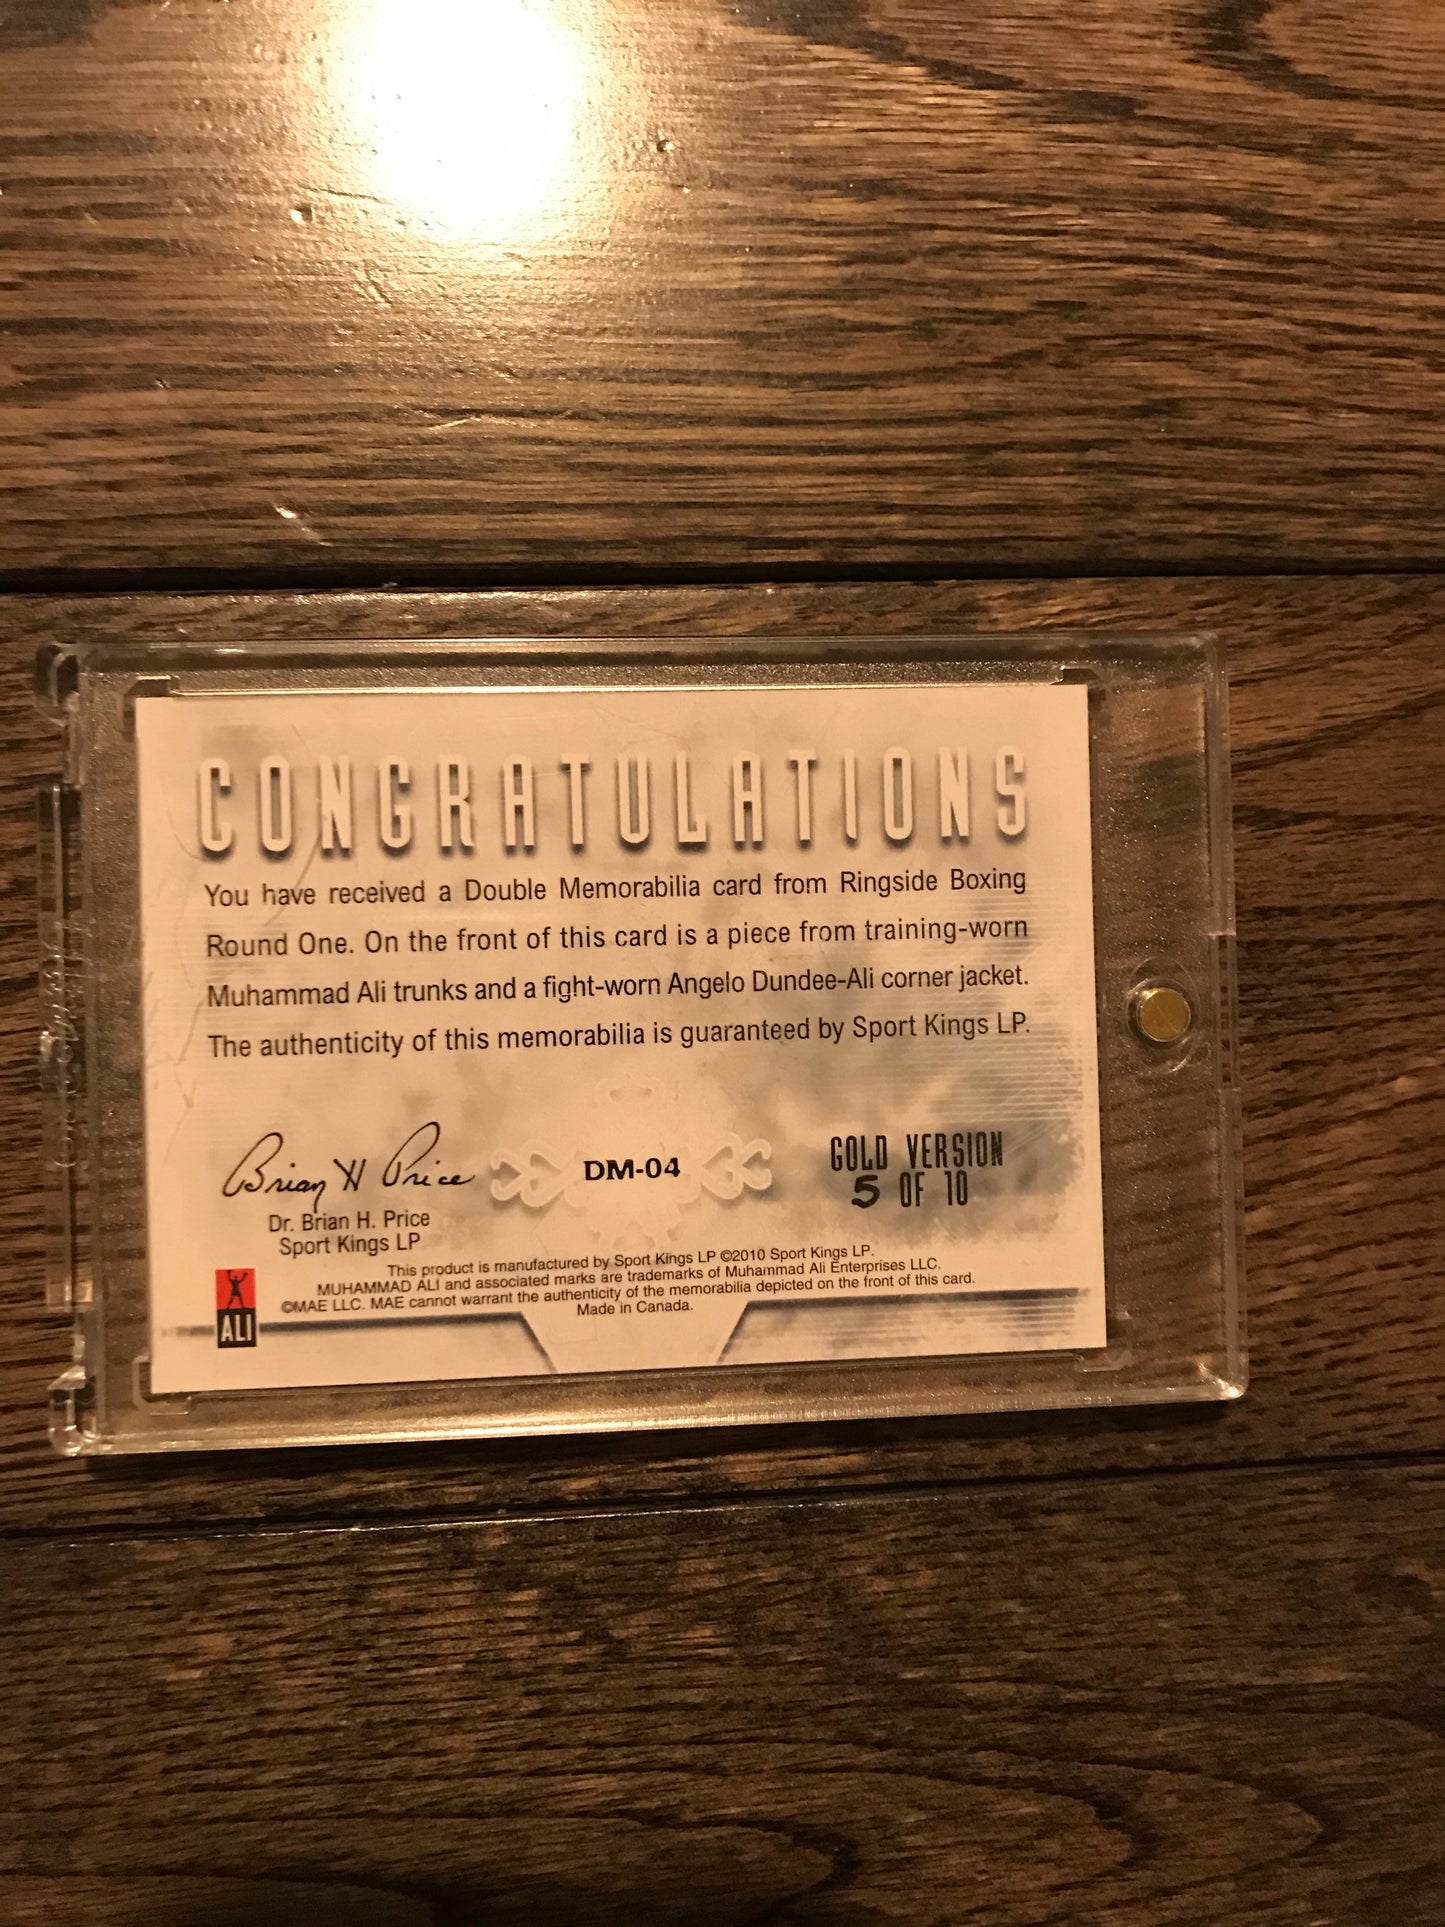 CONGRATULATIONS
You have received a Double Memorabilia card from Ringside Boxing
Round One. On the front of this card is a piece from training-worn
Muhammad Ali trunks and a fight-worn Angelo Dundee-Ali corner jacket.
The authenticity of this memorabilia is guaranteed by Sport Kings LP.
Brian H Price
Dr. Brian H. Price
Sport Kings LP
DM-04
GOLD VERSION
5 OF 10
This product is manufactured by Sport Kings LP ©2010 Sport Kings LP.
MUHAMMAD ALI and associated marks are trademarks of Muhammad Ali Enterprises LLC.
©MAE LLC. MAE cannot warrant the authenticity of the memorabilia depicted on the front of this card.
Made in Canada.
ALI